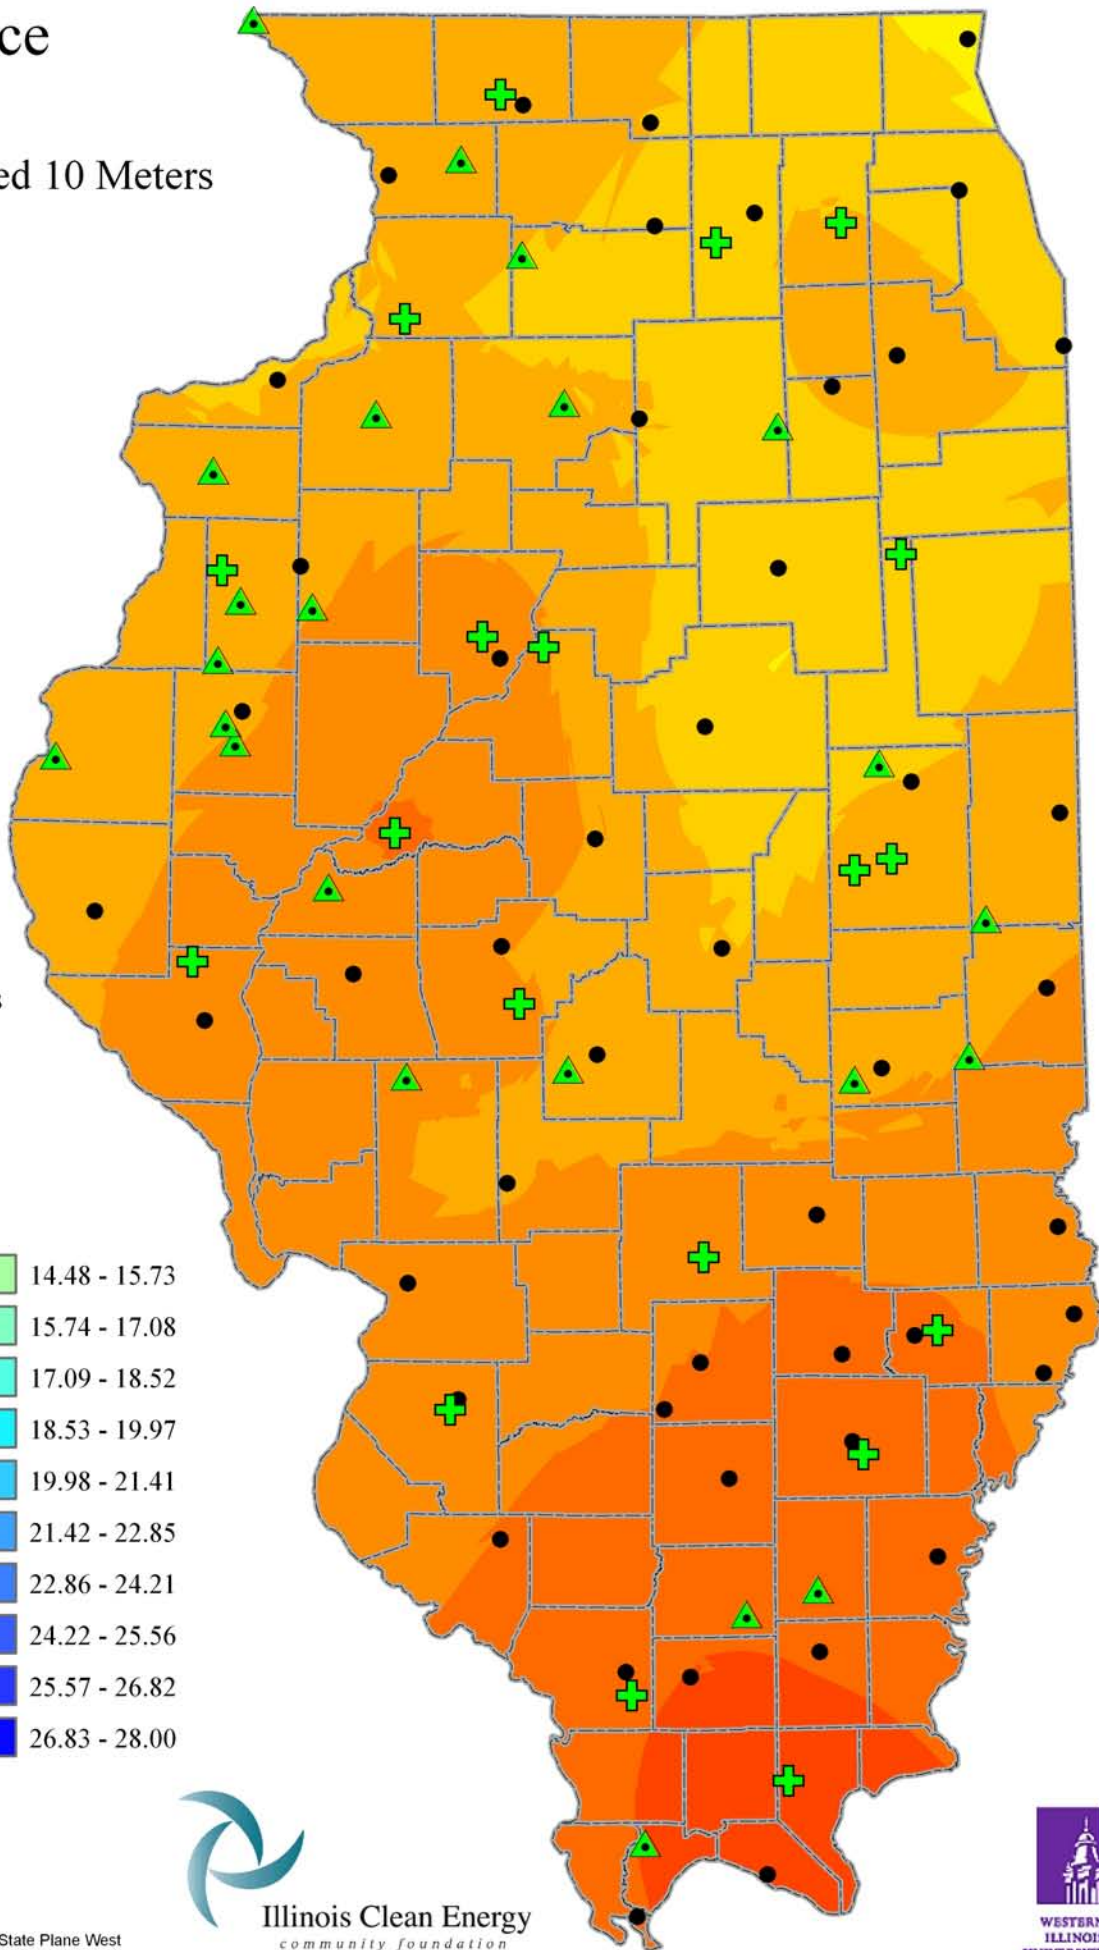 ce
ed 10 Meters
s
14.48 - 15.73
15.74 - 17.08
17.09 - 18.52
18.53 - 19.97
19.98 - 21.41
21.42 - 22.85
22.86 - 24.21
24.22 - 25.56
25.57 - 26.82
26.83 - 28.00
Illinois Clean Energy
community foundation
State Plane West
WESTERN
ILLINOIS